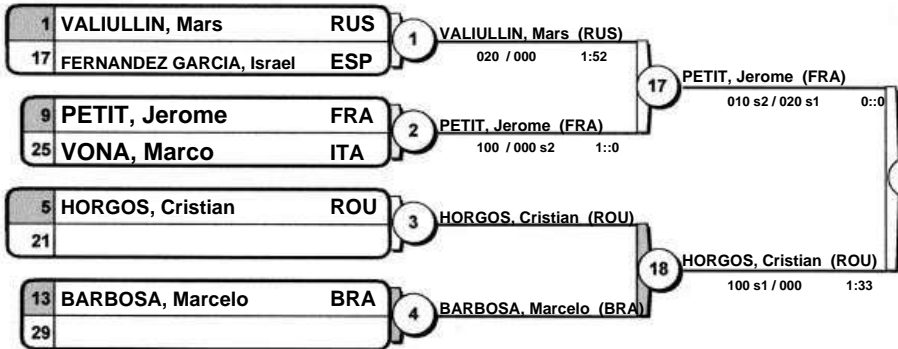 1 VALIULLIN, Mars RUS
17 FERNANDEZ GARCIA, Israel ESP
1
VALIULLIN, Mars (RUS)
020 / 000 1:52
9 PETIT, Jerome FRA
25 VONA, Marco ITA
2
PETIT, Jerome (FRA)
100 / 000 s2 1::0
17
PETIT, Jerome (FRA)
010 s2 / 020 s1 0::0
5 HORGOS, Cristian ROU
21
3
HORGOS, Cristian (ROU)
13 BARBOSA, Marcelo BRA
29
4
BARBOSA, Marcelo (BRA)
18
HORGOS, Cristian (ROU)
100 s1 / 000 1:33